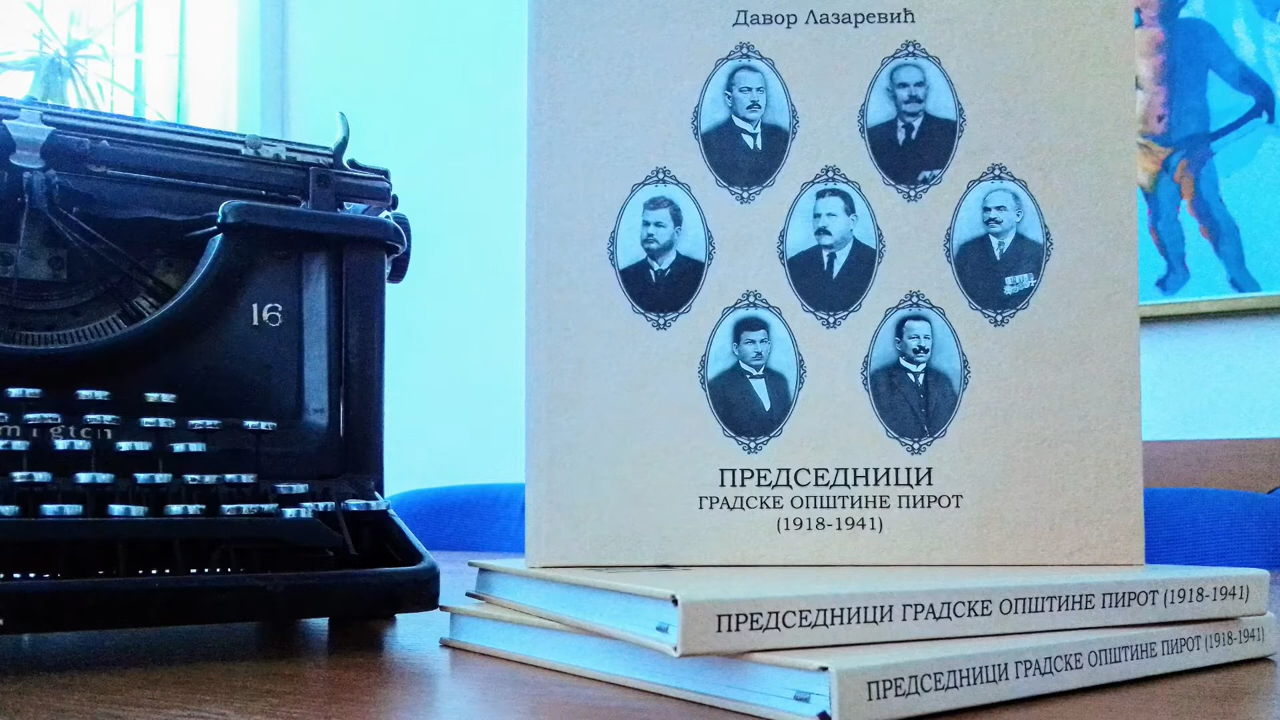 Давор Лазаревић
16
mington
ПРЕДСЕДНИЦИ
ГРАДСКЕ ОПШТИНЕ ПИРОТ
(1918-1941)
ПРЕДСЕДНИЦИ ГРАДСКЕ ОПШТИНЕ ПИРОТ (1918-1941)
ПРЕДСЕДНИЦИ ГРАДСКЕ ОПШТИНЕ ПИРОТ (1918-1941)